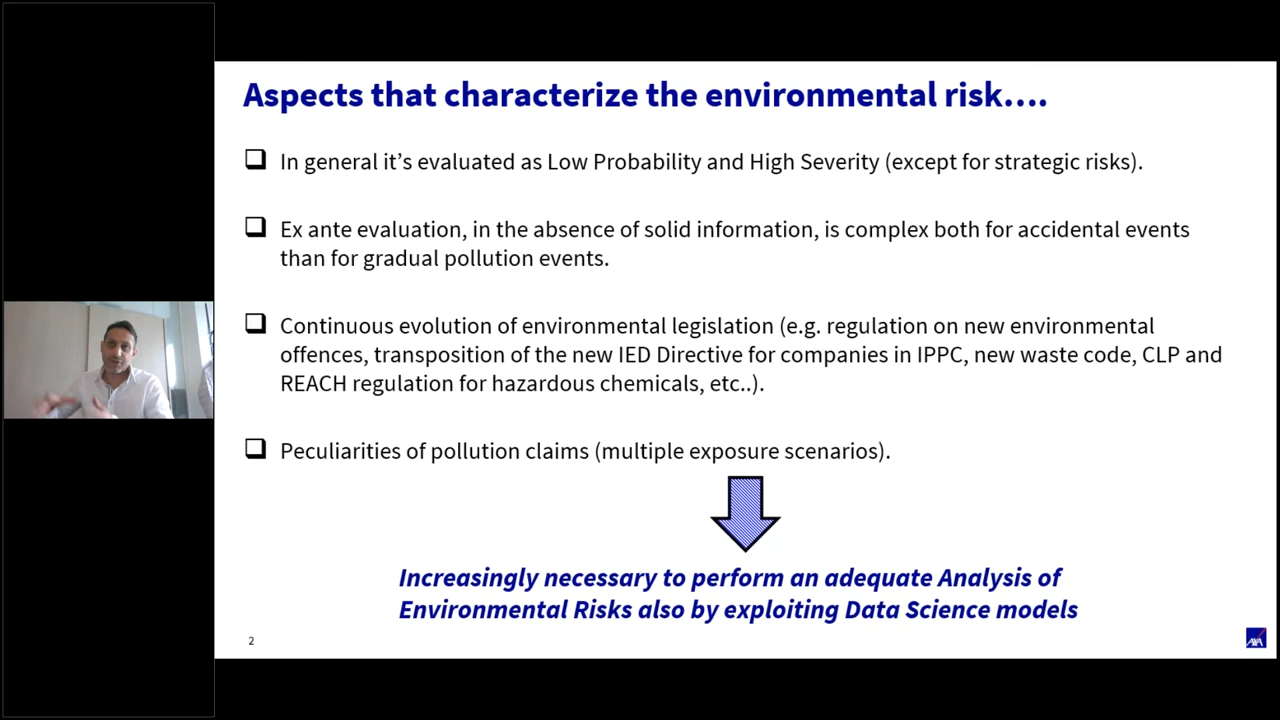 Aspects that characterize the environmental risk....
In general it's evaluated as Low Probability and High Severity (except for strategic risks).
Ex ante evaluation, in the absence of solid information, is complex both for accidental events
than for gradual pollution events.
Continuous evolution of environmental legislation (e.g. regulation on new environmental
offences, transposition of the new IED Directive for companies in IPPC, new waste code, CLP and
REACH regulation for hazardous chemicals, etc..).
Peculiarities of pollution claims (multiple exposure scenarios).
Increasingly necessary to perform an adequate Analysis of
Environmental Risks also by exploiting Data Science models
2
AXA